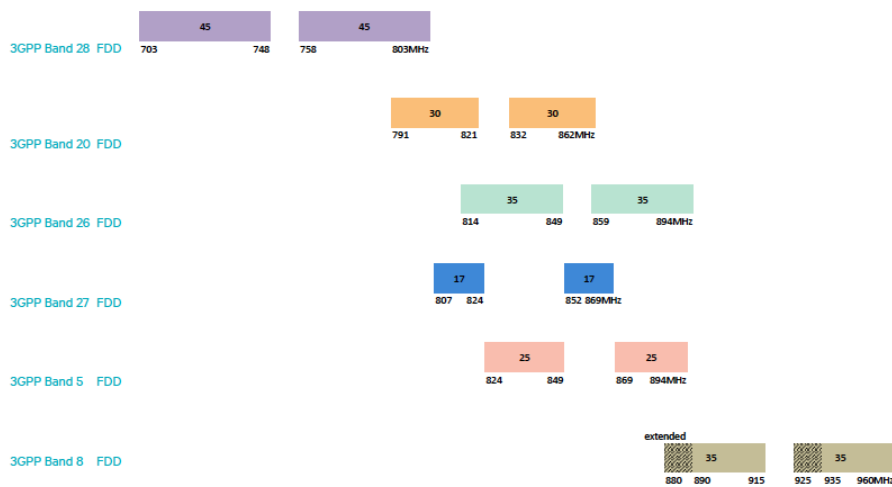 45 45
3GPP Band 28 FDD
703 748 758 803MHz
30 30
791 821 832 862MHz
3GPP Band 20 FDD
35 35
814 849 859 894MHz
3GPP Band 26 FDD
17 17
807 824 852 869MHz
3GPP Band 27 FDD
25 25
824 849 869 894MHz
3GPP Band 5 FDD
extended
35 35
3GPP Band 8 FDD
880 890 915 925 935 960MHz